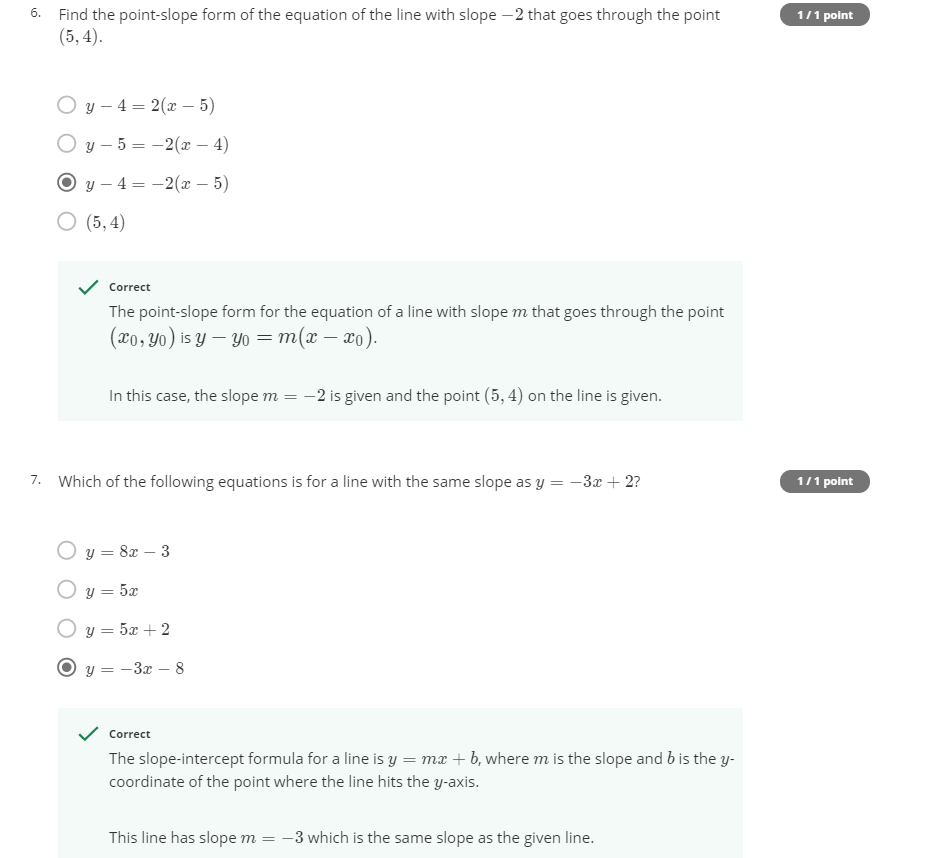 6. Find the point-slope form of the equation of the line with slope −2 that goes through the point
1 / 1 point
(5, 4).
y − 4 = 2(x − 5)
y − 5 = −2(x − 4)
y − 4 = −2(x − 5)
(5, 4)
Correct
The point-slope form for the equation of a line with slope m that goes through the point
(x₀, y₀) is y − y₀ = m(x − x₀).
In this case, the slope m = −2 is given and the point (5, 4) on the line is given.
7. Which of the following equations is for a line with the same slope as y = −3x + 2?
1 / 1 point
y = 8x − 3
y = 5x
y = 5x + 2
y = −3x − 8
Correct
The slope-intercept formula for a line is y = mx + b, where m is the slope and b is the y-
coordinate of the point where the line hits the y-axis.
This line has slope m = −3 which is the same slope as the given line.